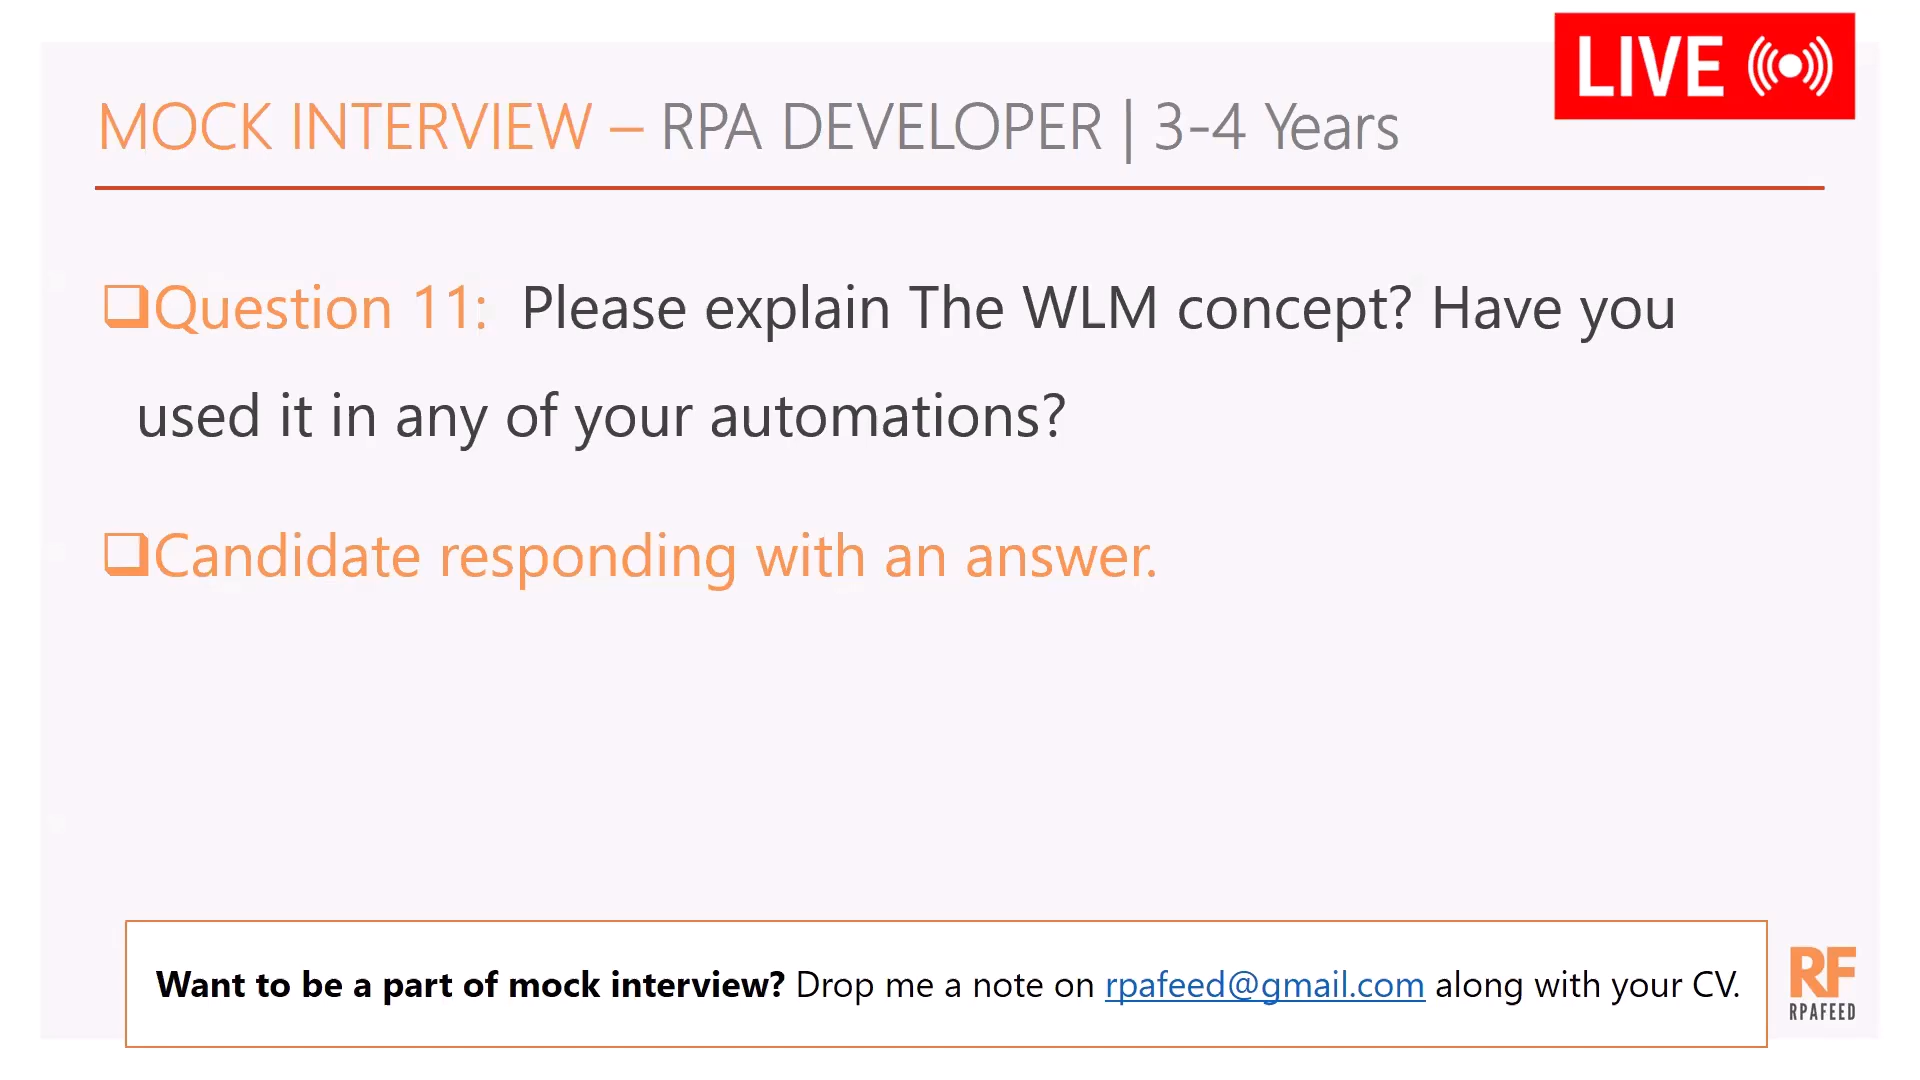 LIVE
MOCK INTERVIEW – RPA DEVELOPER | 3-4 Years
❑Question 11: Please explain The WLM concept? Have you
used it in any of your automations?
❑Candidate responding with an answer.
Want to be a part of mock interview? Drop me a note on rpafeed@gmail.com along with your CV.
RF
RPAFEED